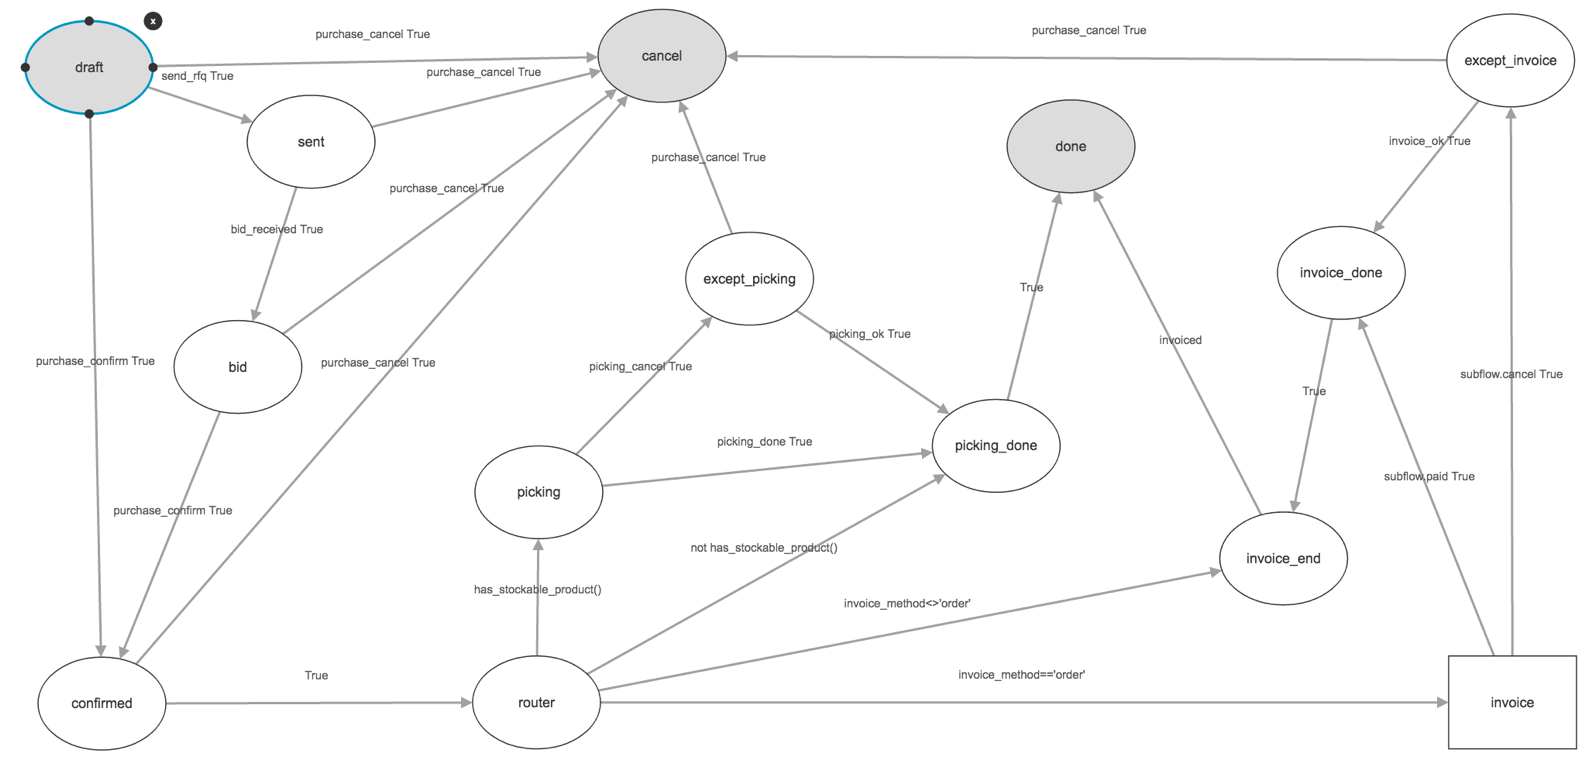 x
purchase_cancel True
purchase_cancel True
draft
cancel
except_invoice
send_rfq True
purchase_cancel True
sent
done
invoice_ok True
purchase_cancel True
purchase_cancel True
bid_received True
except_picking
invoice_done
True
picking_ok True
invoiced
purchase_confirm True
purchase_cancel True
bid
picking_cancel True
subflow.cancel True
True
picking_done True
picking_done
subflow.paid True
picking
purchase_confirm True
not has_stockable_product()
invoice_end
has_stockable_product()
invoice_method<>'order'
True
invoice_method=='order'
confirmed
router
invoice